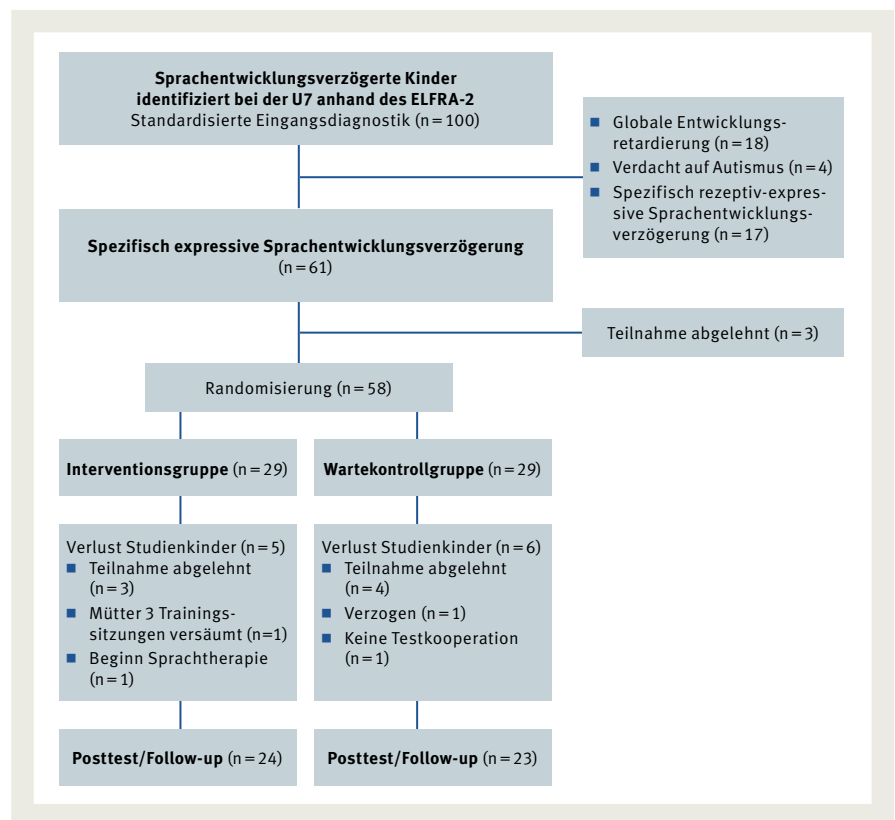 Sprachentwicklungsverzögerte Kinder
identifiziert bei der U7 anhand des ELFRA-2
Standardisierte Eingangsdiagnostik (n = 100)
■ Globale Entwicklungs-
retardierung (n = 18)
■ Verdacht auf Autismus (n = 4)
■ Spezifisch rezeptiv-expres-
sive Sprachentwicklungs-
verzögerung (n = 17)
Spezifisch expressive Sprachentwicklungsverzögerung
(n = 61)
Teilnahme abgelehnt (n = 3)
Randomisierung (n = 58)
Interventionsgruppe (n = 29)
Wartekontrollgruppe (n = 29)
Verlust Studienkinder (n = 5)
■ Teilnahme abgelehnt
(n = 3)
■ Mütter 3 Trainings-
sitzungen versäumt (n=1)
■ Beginn Sprachtherapie
(n = 1)
Verlust Studienkinder (n = 6)
■ Teilnahme abgelehnt
(n = 4)
■ Verzogen (n = 1)
■ Keine Testkooperation
(n = 1)
Posttest/Follow-up (n = 24)
Posttest/Follow-up (n = 23)